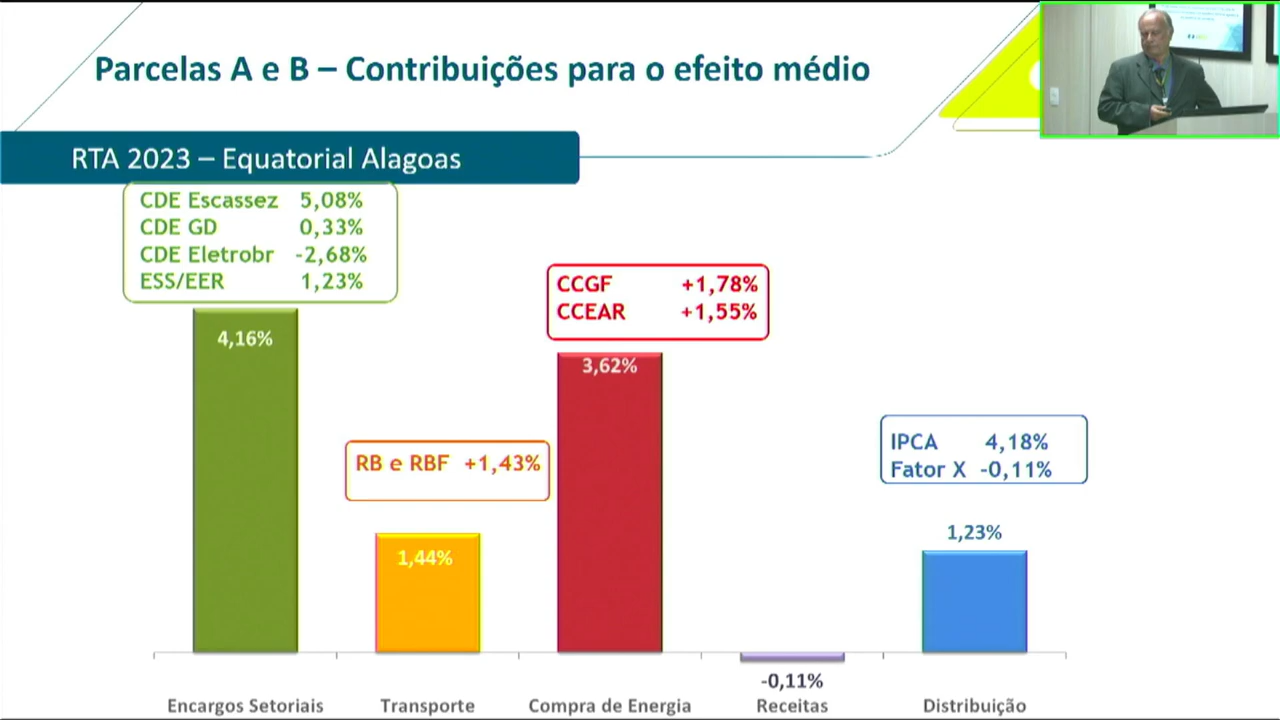 Parcelas A e B – Contribuições para o efeito médio
RTA 2023 – Equatorial Alagoas
CDE Escassez 5,08%
CDE GD 0,33%
CDE Eletrobr -2,68%
ESS/EER 1,23%
4,16%
RB e RBF +1,43%
1,44%
CCGF +1,78%
CCEAR +1,55%
3,62%
-0,11%
IPCA 4,18%
Fator X -0,11%
1,23%
Encargos Setoriais
Transporte
Compra de Energia
Receitas
Distribuição